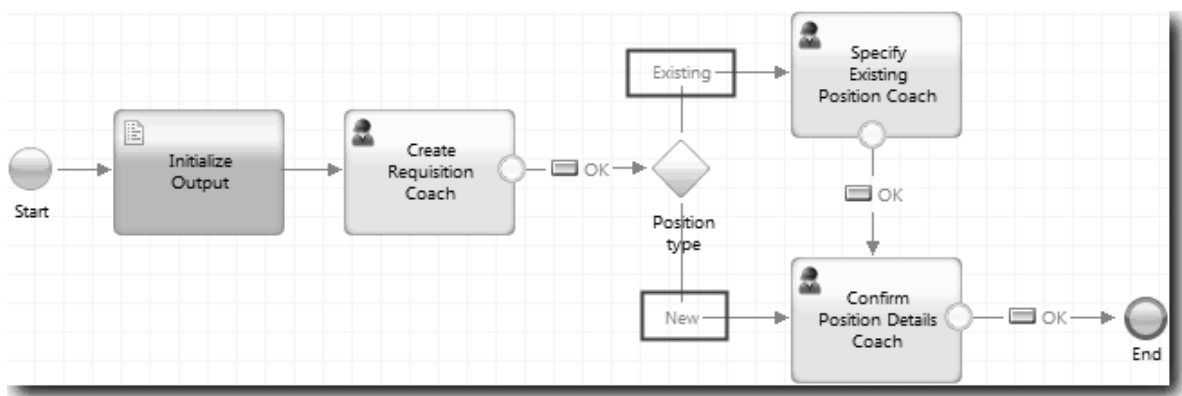 Start
Initialize
Output
Create
Requisition
Coach
OK
Position
type
Existing
Specify
Existing
Position Coach
OK
New
Confirm
Position Details
Coach
OK
End